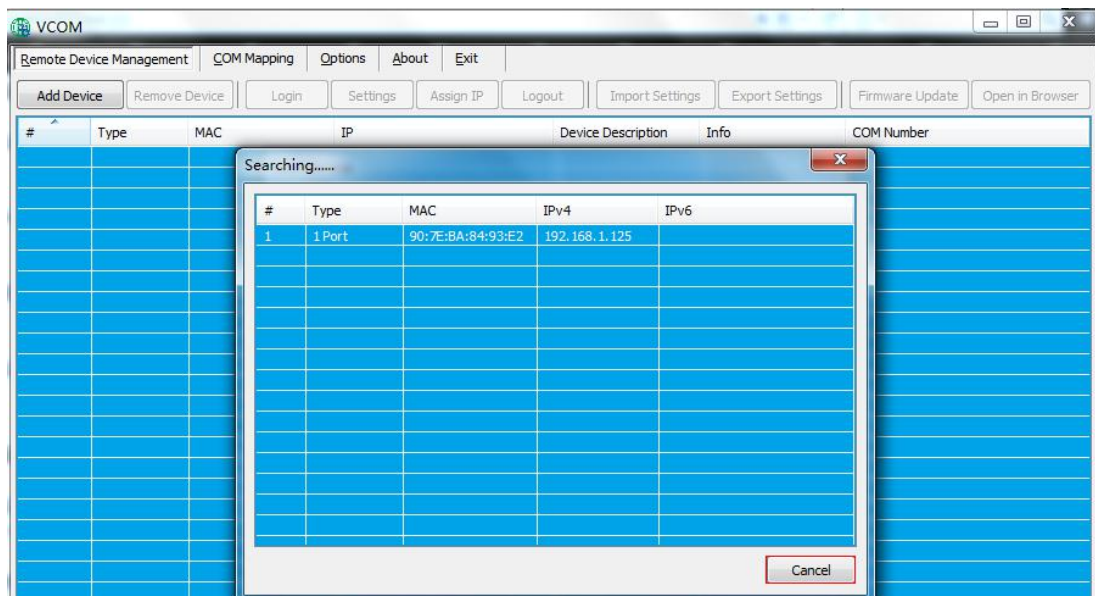 VCOM
Remote Device Management COM Mapping Options About Exit
Add Device Remove Device Login Settings Assign IP Logout Import Settings Export Settings Firmware Update Open in Browser
# Type MAC IP Device Description Info COM Number
Searching......
# Type MAC IPv4 IPv6
1 1 Port 90:7E:BA:84:93:E2 192.168.1.125
Cancel